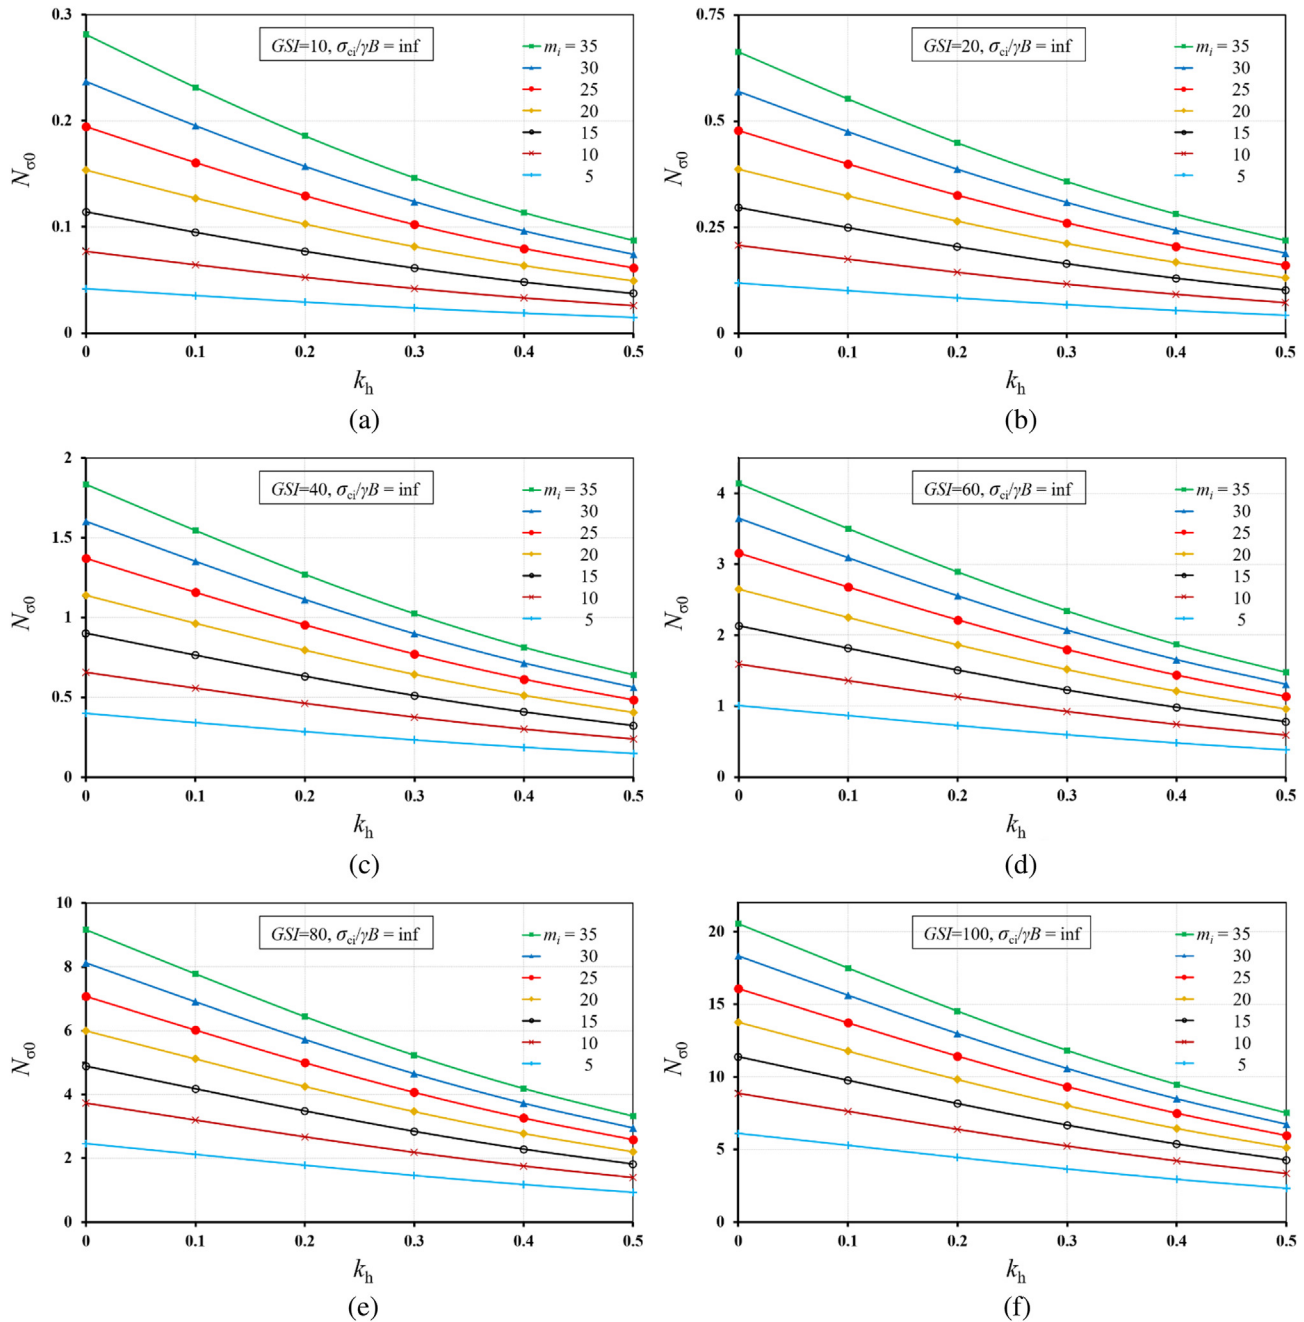 GSI=10, σci/γB = inf
mi = 35
30
25
20
15
10
5
0.3
0.2
0.1
0
Nσ0
0 0.1 0.2 0.3 0.4 0.5
kh
(a)
GSI=20, σci/γB = inf
mi = 35
30
25
20
15
10
5
0.75
0.5
0.25
0
Nσ0
0 0.1 0.2 0.3 0.4 0.5
kh
(b)
GSI=40, σci/γB = inf
mi = 35
30
25
20
15
10
5
2
1.5
1
0.5
0
Nσ0
0 0.1 0.2 0.3 0.4 0.5
kh
(c)
GSI=60, σci/γB = inf
mi = 35
30
25
20
15
10
5
4
3
2
1
0
Nσ0
0 0.1 0.2 0.3 0.4 0.5
kh
(d)
GSI=80, σci/γB = inf
mi = 35
30
25
20
15
10
5
10
8
6
4
2
0
Nσ0
0 0.1 0.2 0.3 0.4 0.5
kh
(e)
GSI=100, σci/γB = inf
mi = 35
30
25
20
15
10
5
20
15
10
5
0
Nσ0
0 0.1 0.2 0.3 0.4 0.5
kh
(f)